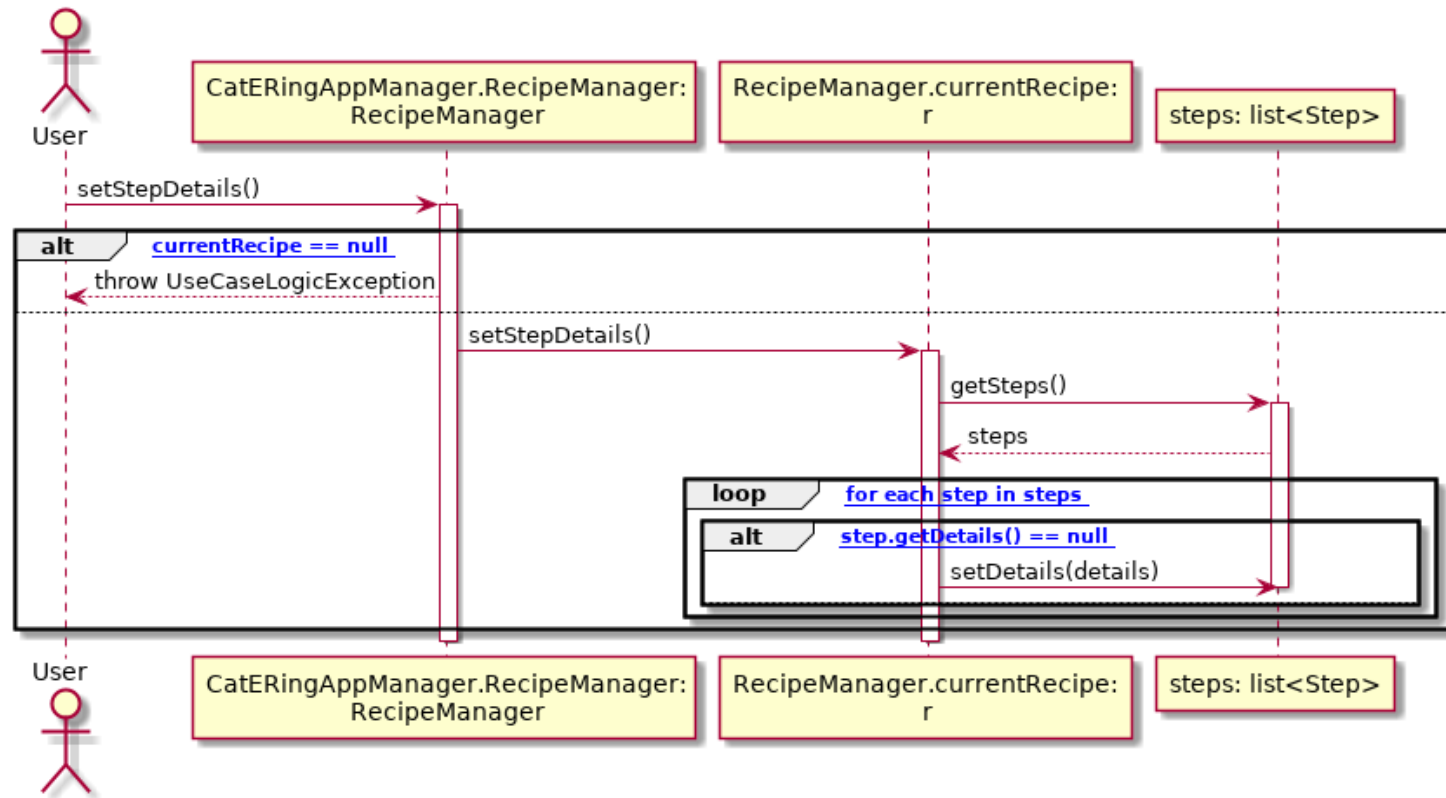 User
CatERingAppManager.RecipeManager:
RecipeManager
RecipeManager.currentRecipe:
r
steps: list<Step>
setStepDetails()
alt currentRecipe == null
throw UseCaseLogicException
setStepDetails()
getSteps()
steps
loop for each step in steps
alt step.getDetails() == null
setDetails(details)
User
CatERingAppManager.RecipeManager:
RecipeManager
RecipeManager.currentRecipe:
r
steps: list<Step>